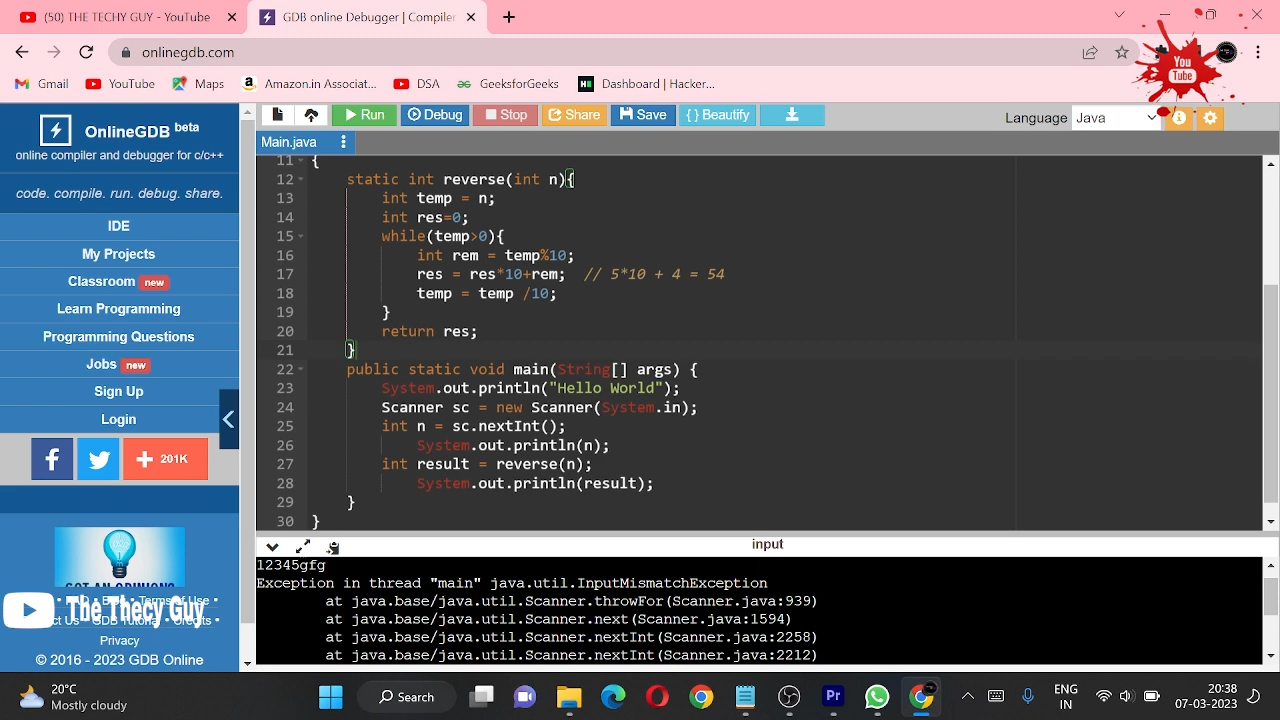 (50) THE TECHY GUY - YouTube
GDB online Debugger | Compiler
onlinegdb.com
You
Tube
Gmail
YouTube
Maps
Amazon.in Associat...
DSA
GeeksforGeeks
Dashboard | Hacker...
OnlineGDB beta
online compiler and debugger for c/c++
code. compile. run. debug. share.
IDE
My Projects
Classroom new
Learn Programming
Programming Questions
Jobs new
Sign Up
Login
201K
GOT AN OPINION?
The Thecy Guy
Terms of Use
GDB Tutorial
Credits
Privacy
© 2016 - 2023 GDB Online
Run
Debug
Stop
Share
Save
{ } Beautify
Language Java
Main.java
11 {
12 static int reverse(int n){
13 int temp = n;
14 int res=0;
15 while(temp>0){
16 int rem = temp%10;
17 res = res*10+rem; // 5*10 + 4 = 54
18 temp = temp /10;
19 }
20 return res;
21 }
22 public static void main(String[] args) {
23 System.out.println("Hello World");
24 Scanner sc = new Scanner(System.in);
25 int n = sc.nextInt();
26 System.out.println(n);
27 int result = reverse(n);
28 System.out.println(result);
29 }
30 }
input
12345gfg
Exception in thread "main" java.util.InputMismatchException
at java.base/java.util.Scanner.throwFor(Scanner.java:939)
at java.base/java.util.Scanner.next(Scanner.java:1594)
at java.base/java.util.Scanner.nextInt(Scanner.java:2258)
at java.base/java.util.Scanner.nextInt(Scanner.java:2212)
20°C
Mostly cloudy
Search
Pr
ENG
IN
20:38
07-03-2023